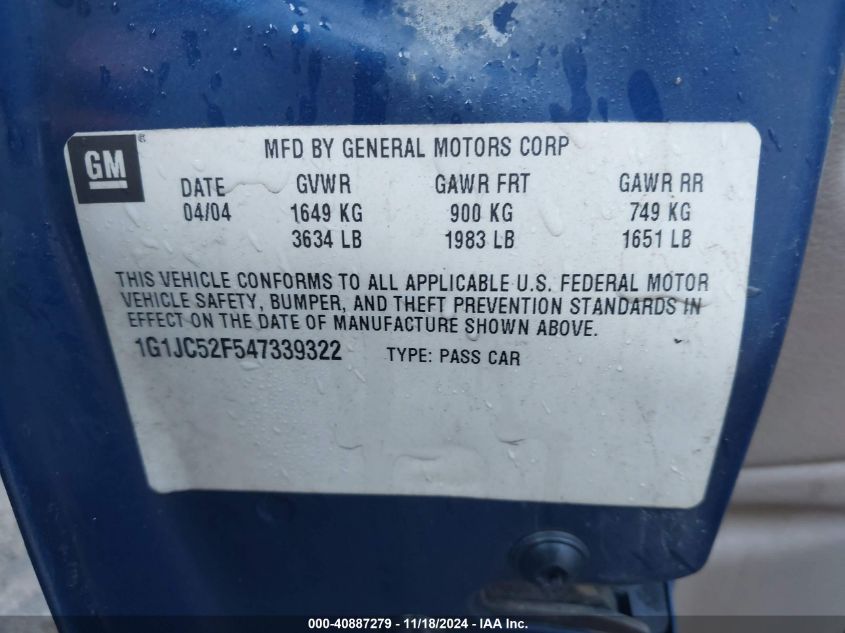 GM
MFD BY GENERAL MOTORS CORP
DATE GVWR GAWR FRT GAWR RR
04/04 1649 KG 900 KG 749 KG
3634 LB 1983 LB 1651 LB
THIS VEHICLE CONFORMS TO ALL APPLICABLE U.S. FEDERAL MOTOR
VEHICLE SAFETY, BUMPER, AND THEFT PREVENTION STANDARDS IN
EFFECT ON THE DATE OF MANUFACTURE SHOWN ABOVE.
1G1JC52F547339322 TYPE: PASS CAR
000-40887279 - 11/18/2024 - IAA Inc.